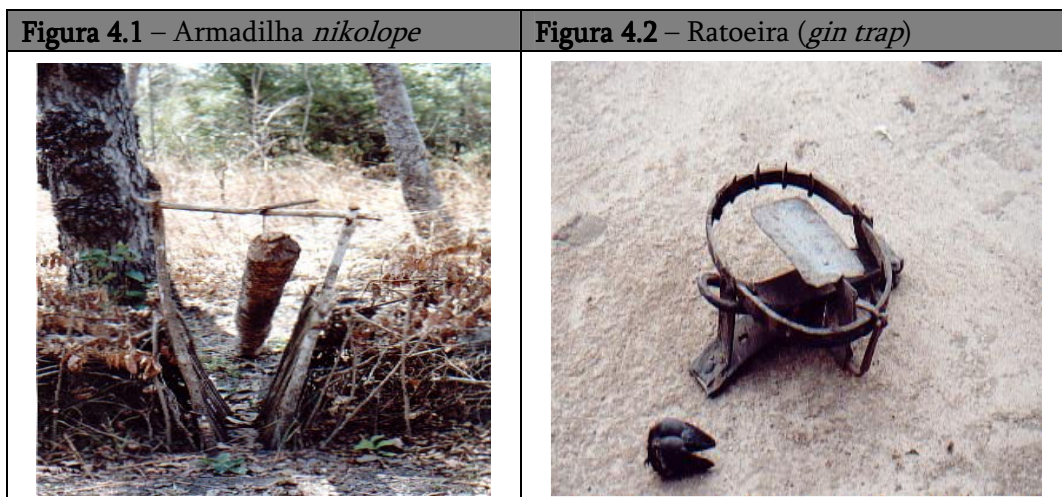 Figura 4.1 – Armadilha nikolope
Figura 4.2 – Ratoeira (gin trap)